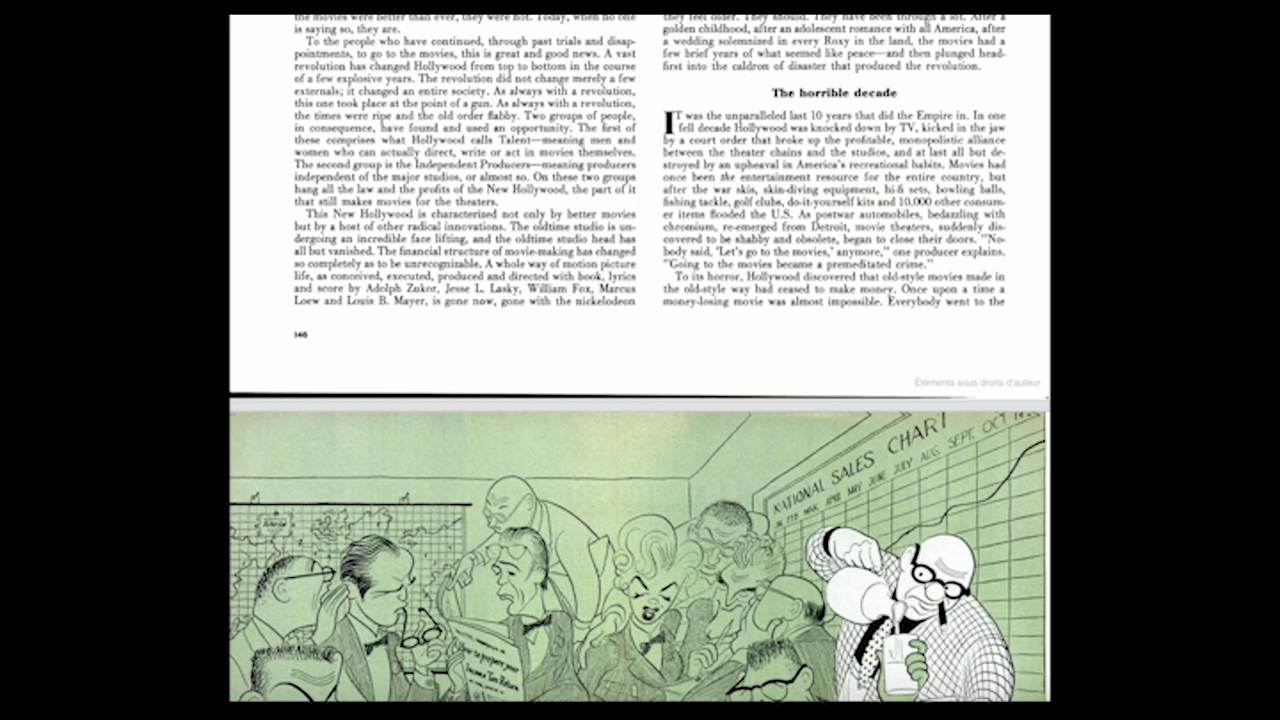 the movies were better than ever, they were not. Today, when no one
is saying so, they are.
To the people who have continued, through past trials and disap-
pointments, to go to the movies, this is great and good news. A vast
revolution has changed Hollywood from top to bottom in the course
of a few explosive years. The revolution did not change merely a few
externals; it changed an entire society. As always with a revolution,
this one took place at the point of a gun. As always with a revolution,
the times were ripe and the old order flabby. Two groups of people,
in consequence, have found and used an opportunity. The first of
these comprises what Hollywood calls Talent—meaning men and
women who can actually direct, write or act in movies themselves.
The second group is the Independent Producers—meaning producers
independent of the major studios, or almost so. On these two groups
hang all the law and the profits of the New Hollywood, the part of it
that still makes movies for the theaters.
This New Hollywood is characterized not only by better movies
but by a host of other radical innovations. The oldtime studio is un-
dergoing an incredible face lifting, and the oldtime studio head has
all but vanished. The financial structure of movie-making has changed
so completely as to be unrecognizable. A whole way of motion picture
life, as conceived, executed, produced and directed with book, lyrics
and score by Adolph Zukor, Jesse L. Lasky, William Fox, Marcus
Loew and Louis B. Mayer, is gone now, gone with the nickelodeon
146
they feel older. They should. They have been through a lot. After a
golden childhood, after an adolescent romance with all America, after
a wedding solemnized in every Roxy in the land, the movies had a
few brief years of what seemed like peace—and then plunged head-
first into the caldron of disaster that produced the revolution.
The horrible decade
IT was the unparalleled last 10 years that did the Empire in. In one
fell decade Hollywood was knocked down by TV, kicked in the jaw
by a court order that broke up the profitable, monopolistic alliance
between the theater chains and the studios, and at last all but de-
stroyed by an upheaval in America's recreational habits. Movies had
once been the entertainment resource for the entire country, but
after the war skis, skin-diving equipment, hi-fi sets, bowling balls,
fishing tackle, golf clubs, do-it-yourself kits and 10,000 other consum-
er items flooded the U.S. As postwar automobiles, bedazzling with
chromium, re-emerged from Detroit, movie theaters, suddenly dis-
covered to be shabby and obsolete, began to close their doors. "No-
body said, 'Let's go to the movies,' anymore," one producer explains.
"Going to the movies became a premeditated crime."
To its horror, Hollywood discovered that old-style movies made in
the old-style way had ceased to make money. Once upon a time a
money-losing movie was almost impossible. Everybody went to the
Éléments sous droits d'auteur
NATIONAL SALES CHART
JAN FEB MAR. APRIL MAY JUNE JULY AUG. SEPT. OCT
How to prepare your
Income Tax Return